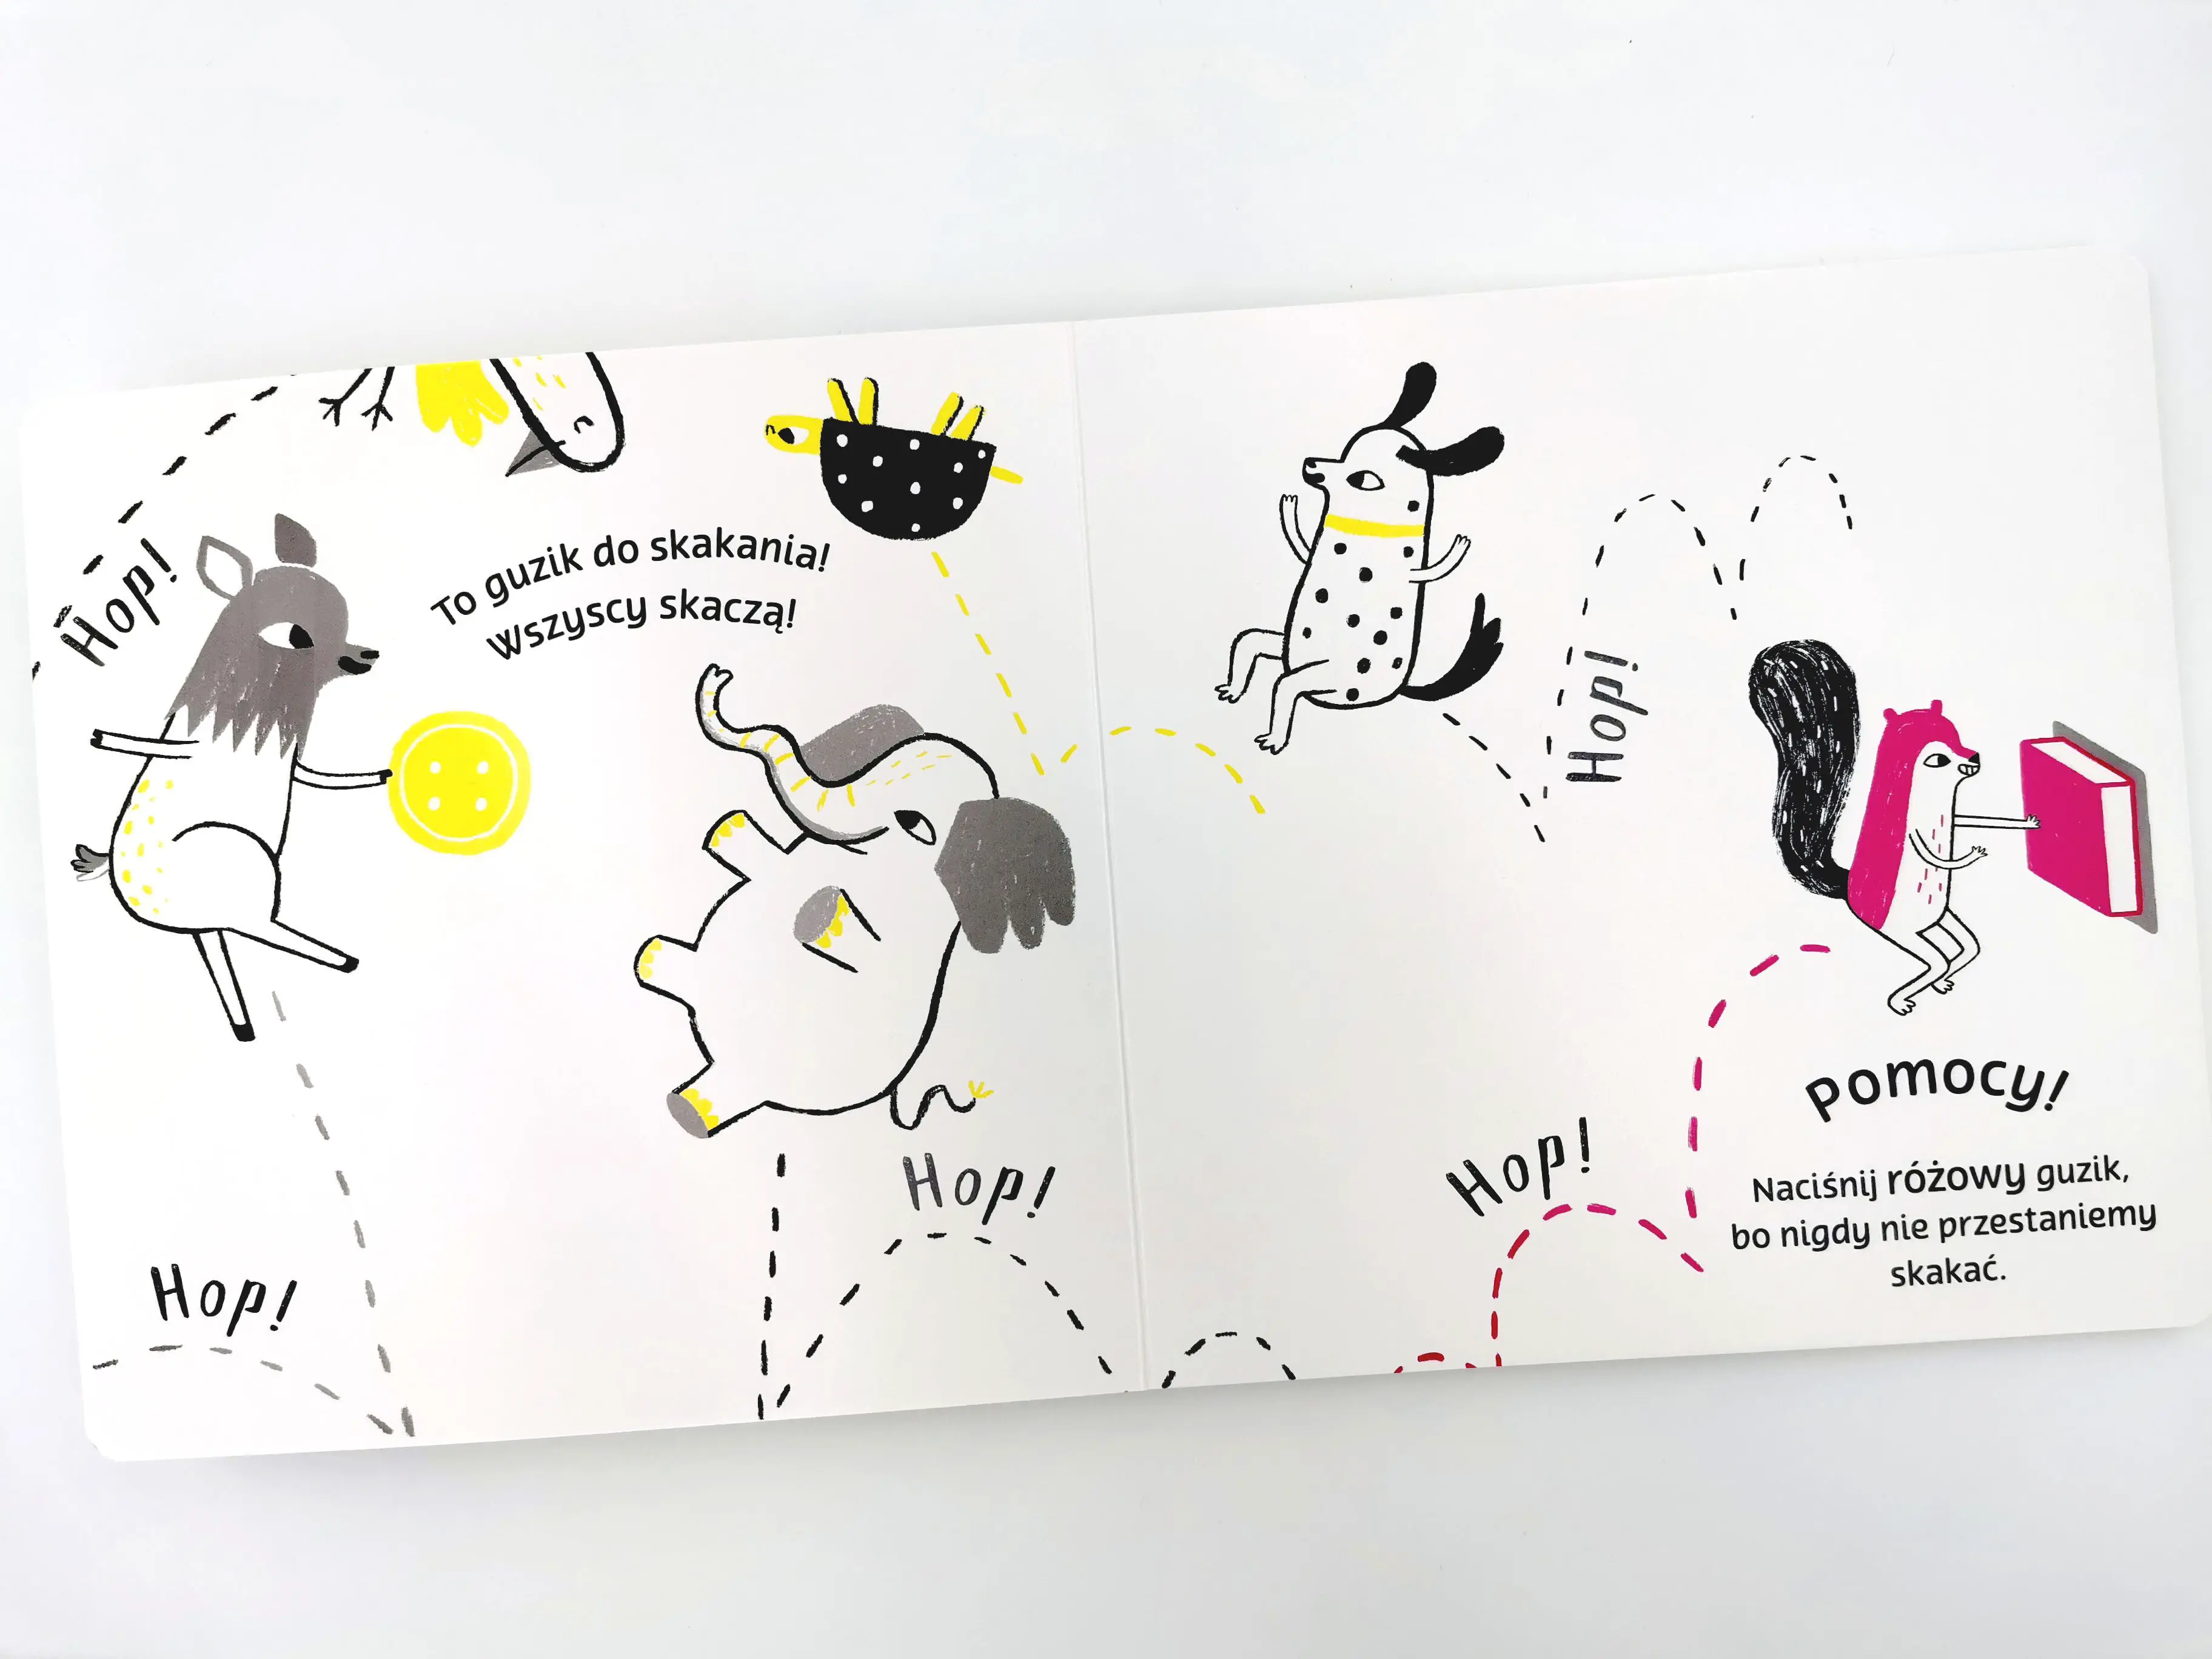 Hop!
To guzik do skakania!
Wszyscy skaczą!
Hop!
Hop!
Hop!
Hop!
Pomocy!
Naciśnij różowy guzik,
bo nigdy nie przestaniemy
skakać.